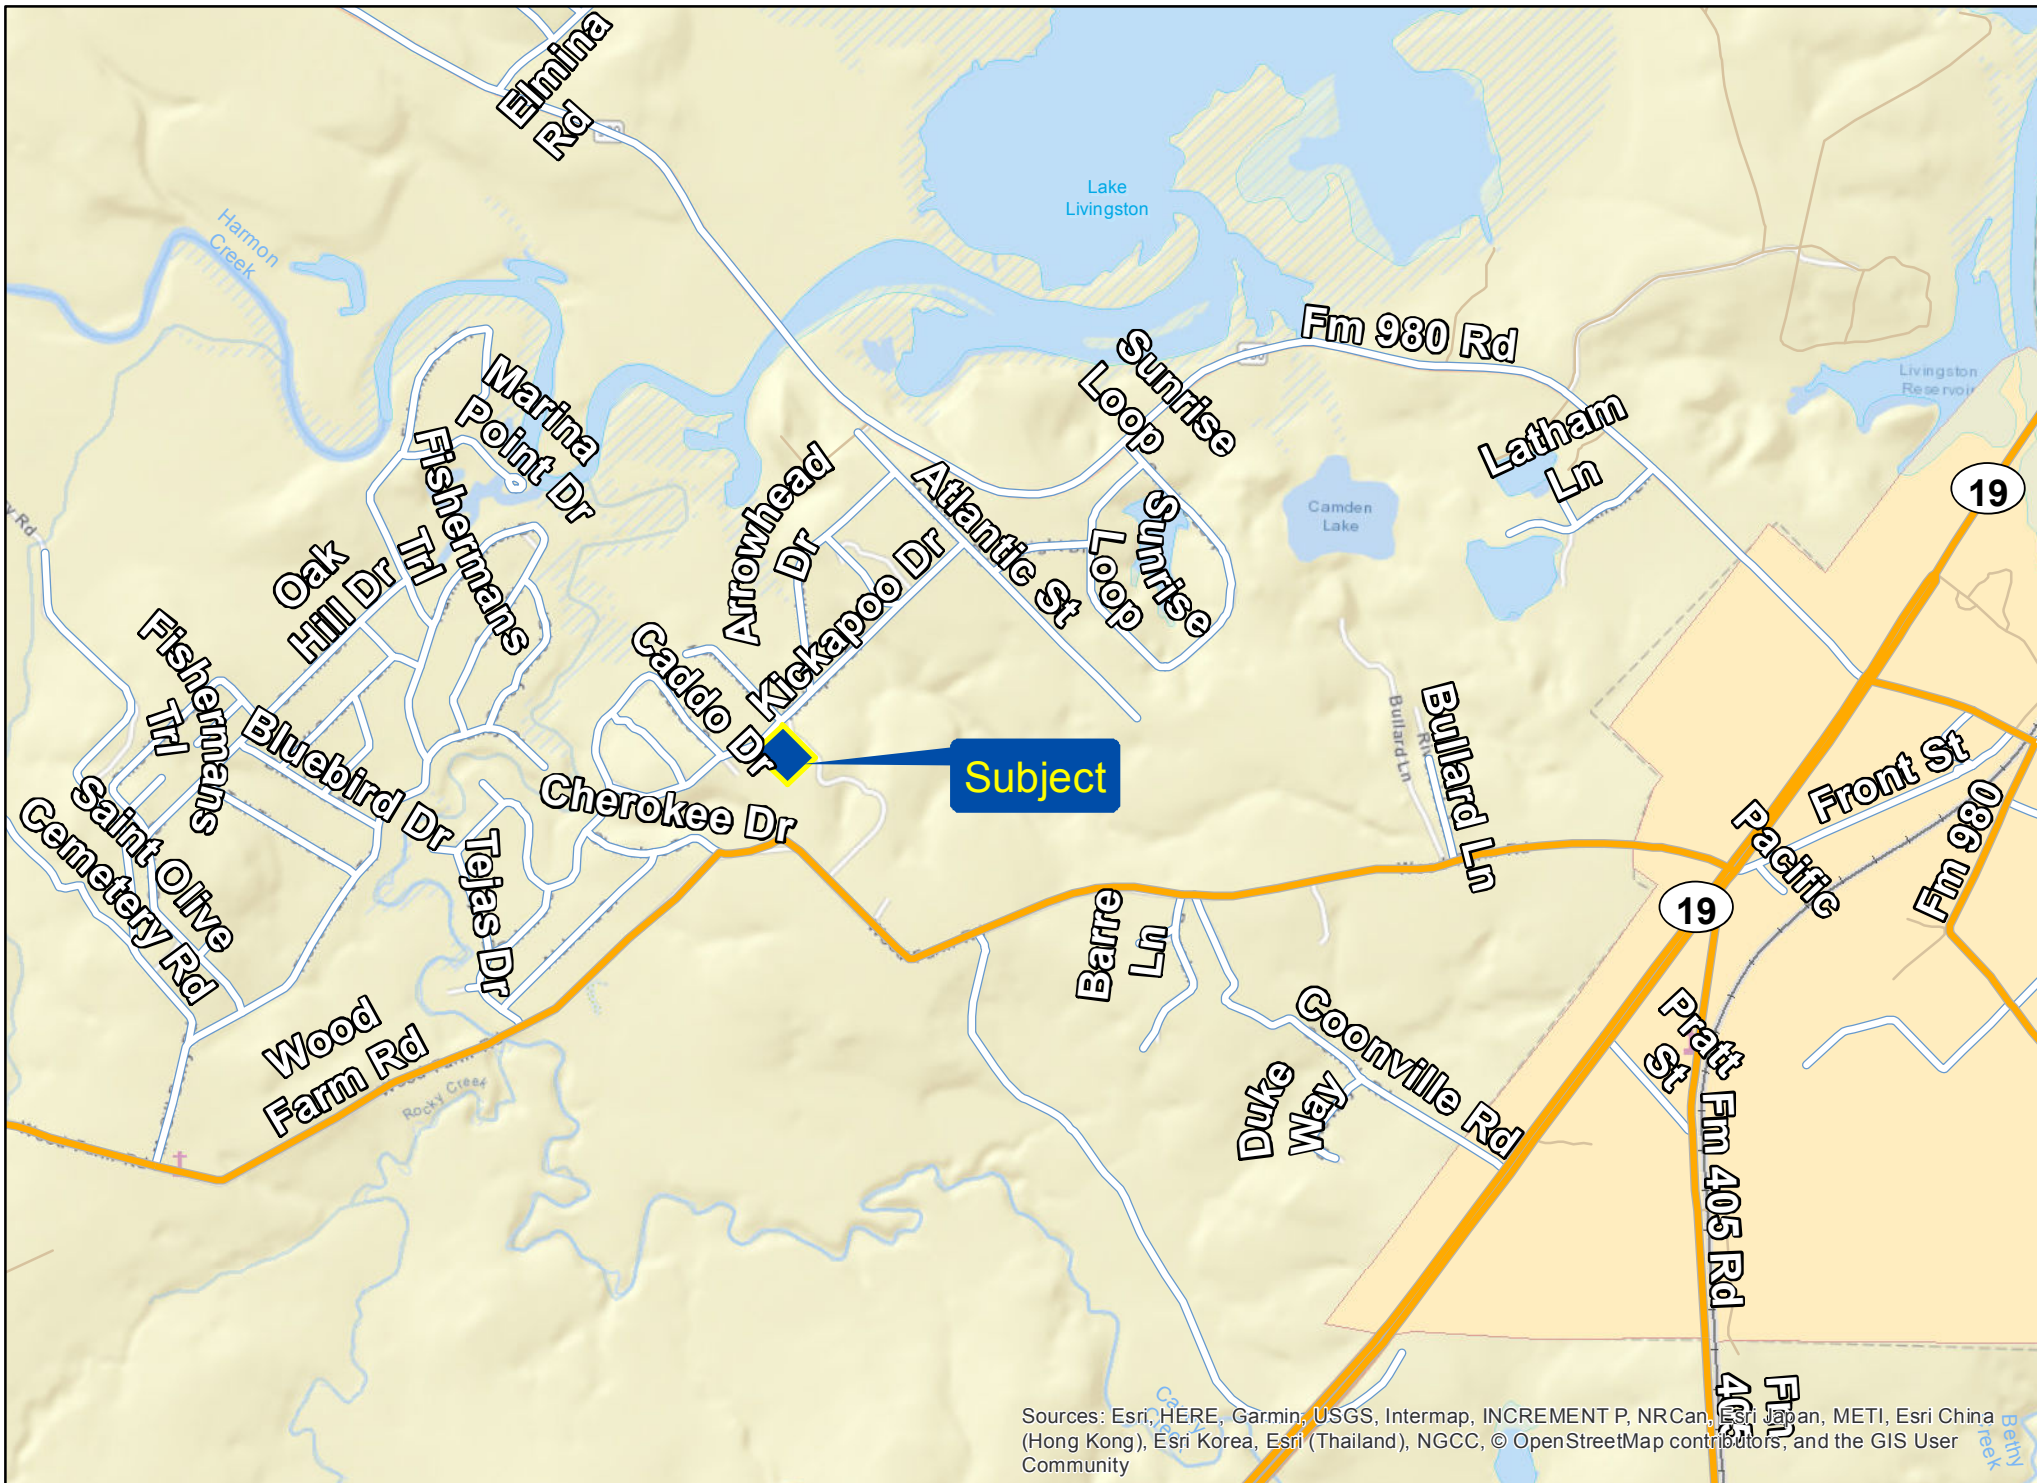 Elmina
Rd
Lake
Livingston
Harmon
Creek
Fm 980 Rd
Sunrise
Loop
Marina
Point Dr
Livingston
Reservoir
Latham
Ln
Arrowhead
Dr
Atlantic St
19
Camden
Lake
Sunrise
Loop
Fishermans
Trl
Oak
Hill Dr
Kickapoo Dr
Caddo Dr
Fishermans
Trl
Bluebird Dr
Subject
Bullard Ln
Bullard Ln
Front St
Pacific
Fm 980
Cherokee Dr
Saint Olive
Cemetery Rd
Tejas Dr
19
Barre
Ln
Wood
Farm Rd
Coonville Rd
Pratt
St
Duke
Way
Rocky Creek
Fm 405 Rd
Fm
405
Bethy
Creek
Sources: Esri, HERE, Garmin, USGS, Intermap, INCREMENT P, NRCan, Esri Japan, METI, Esri China
(Hong Kong), Esri Korea, Esri (Thailand), NGCC, © OpenStreetMap contributors, and the GIS User
Community